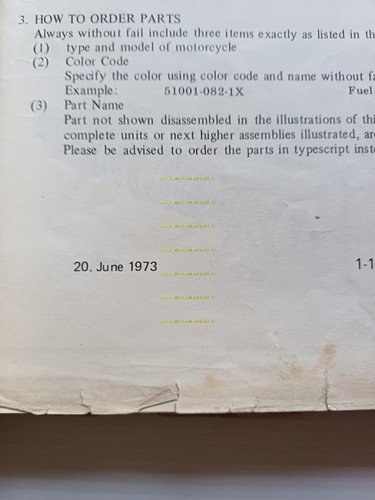 3. HOW TO ORDER PARTS
Always without fail include three items exactly as listed in th
(1) type and model of motorcycle
(2) Color Code
Specify the color using color code and name without fa
Example: 51001-082-1X Fuel
(3) Part Name
Part not shown disassembled in the illustrations of thi
complete units or next higher assemblies illustrated, ar
Please be advised to order the parts in typescript inst
20. June 1973 1-1